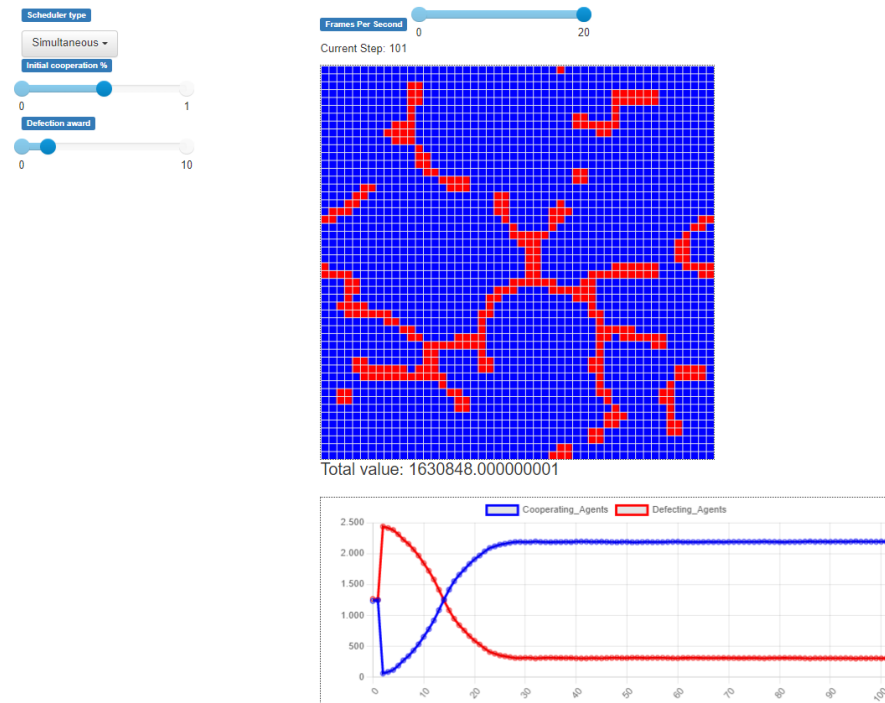 Scheduler type
Simultaneous
Initial cooperation %
0 1
Defection award
0 10
Frames Per Second
0 20
Current Step: 101
Total value: 1630848.000000001
Cooperating_Agents Defecting_Agents
2.500
2.000
1.500
1.000
500
0
0 10 20 30 40 50 60 70 80 90 100